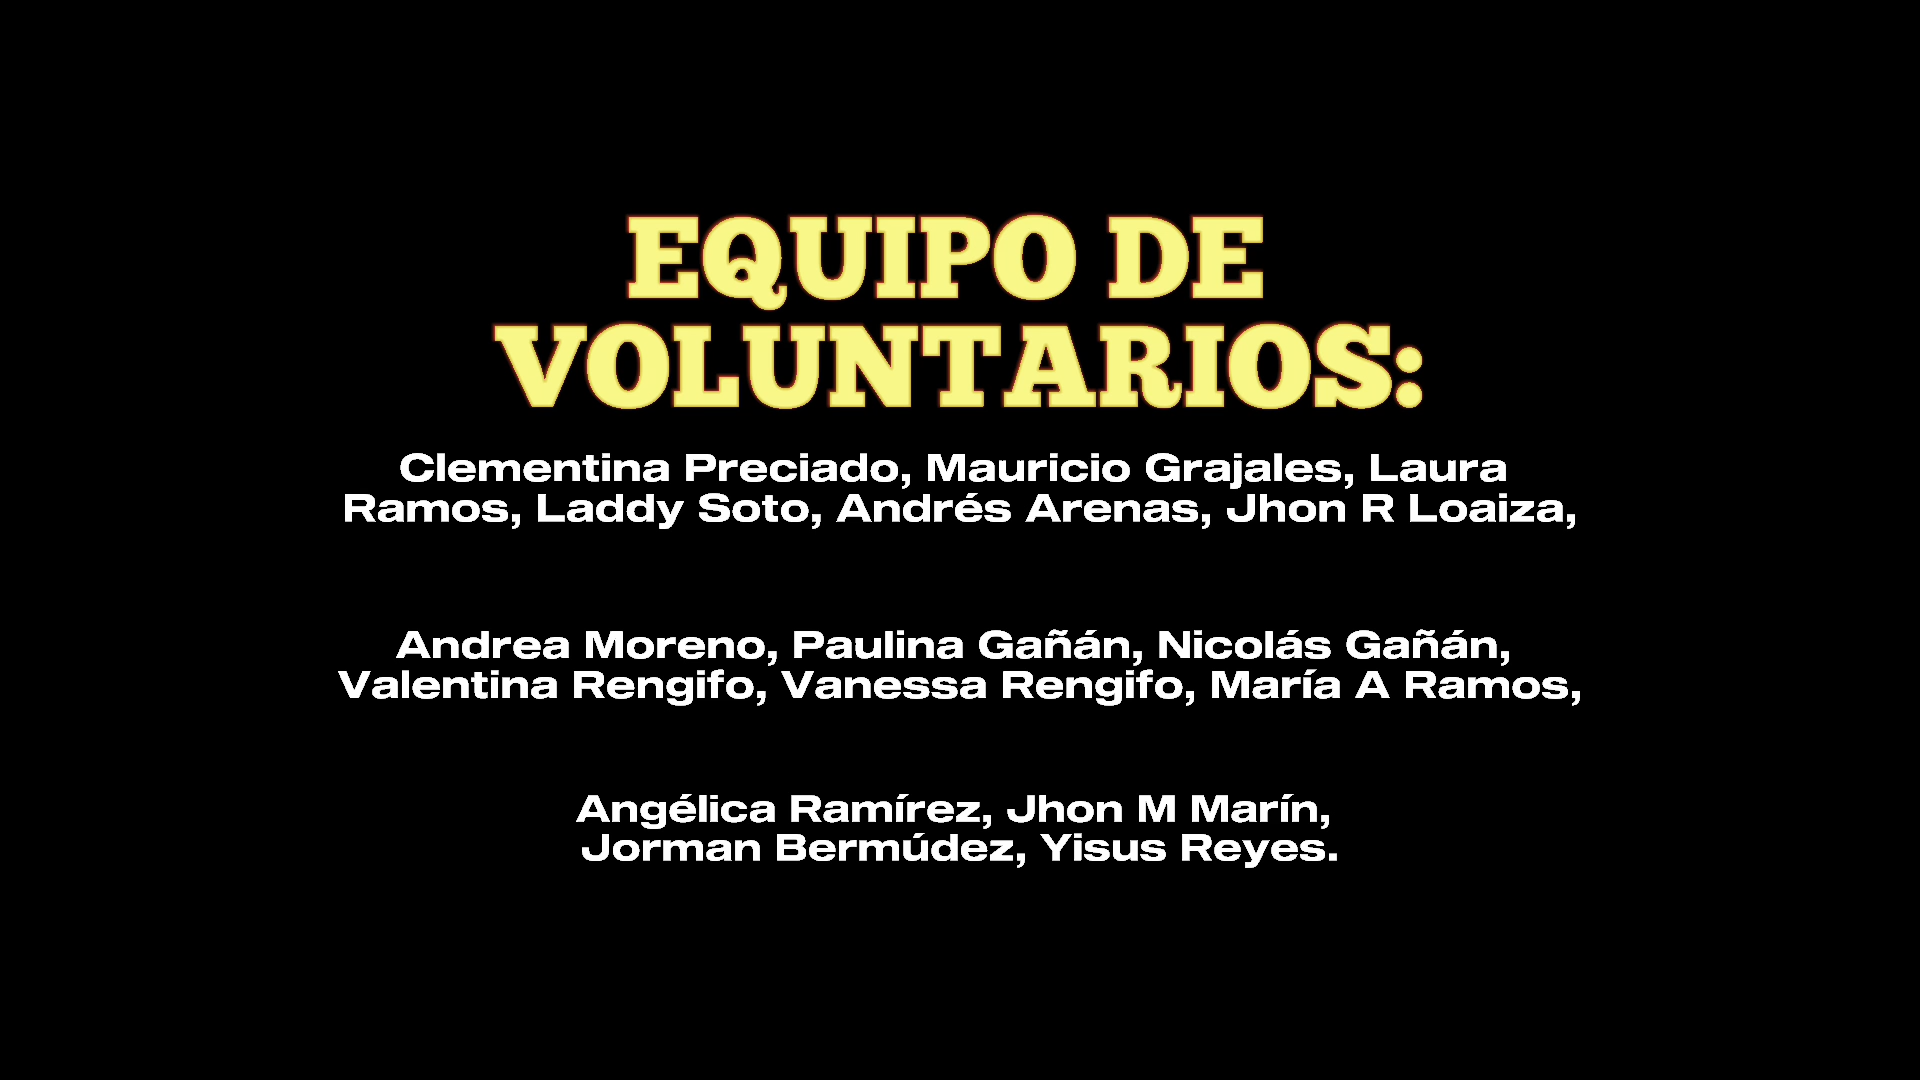 EQUIPO DE
VOLUNTARIOS:
Clementina Preciado, Mauricio Grajales, Laura
Ramos, Laddy Soto, Andrés Arenas, Jhon R Loaiza,
Andrea Moreno, Paulina Gañán, Nicolás Gañán,
Valentina Rengifo, Vanessa Rengifo, María A Ramos,
Angélica Ramírez, Jhon M Marín,
Jorman Bermúdez, Yisus Reyes.